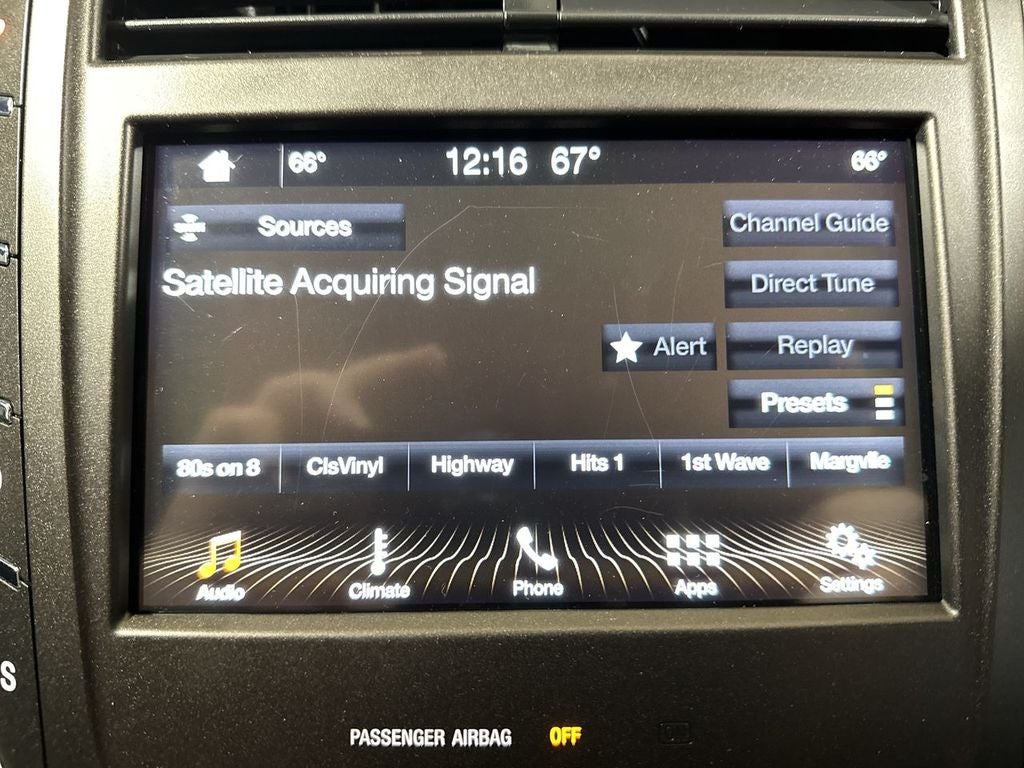 66° 12:16 67° 66°
Sources
Channel Guide
Satellite Acquiring Signal
Direct Tune
Alert
Replay
Presets
80s on 8 ClsVinyl Highway Hits 1 1st Wave Margvlle
Audio Climate Phone Apps Settings
S
PASSENGER AIRBAG OFF